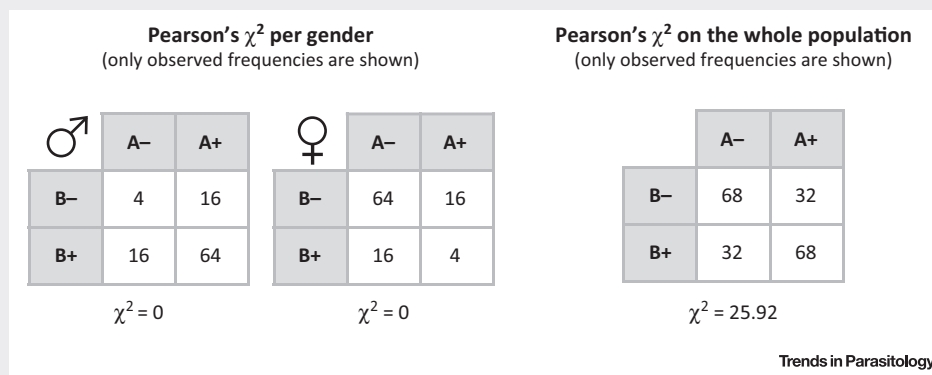 Pearson's χ² per gender
(only observed frequencies are shown)
Pearson's χ² on the whole population
(only observed frequencies are shown)
♂ A– A+
B– 4 16
B+ 16 64
χ² = 0
♀ A– A+
B– 64 16
B+ 16 4
χ² = 0
A– A+
B– 68 32
B+ 32 68
χ² = 25.92
Trends in Parasitology